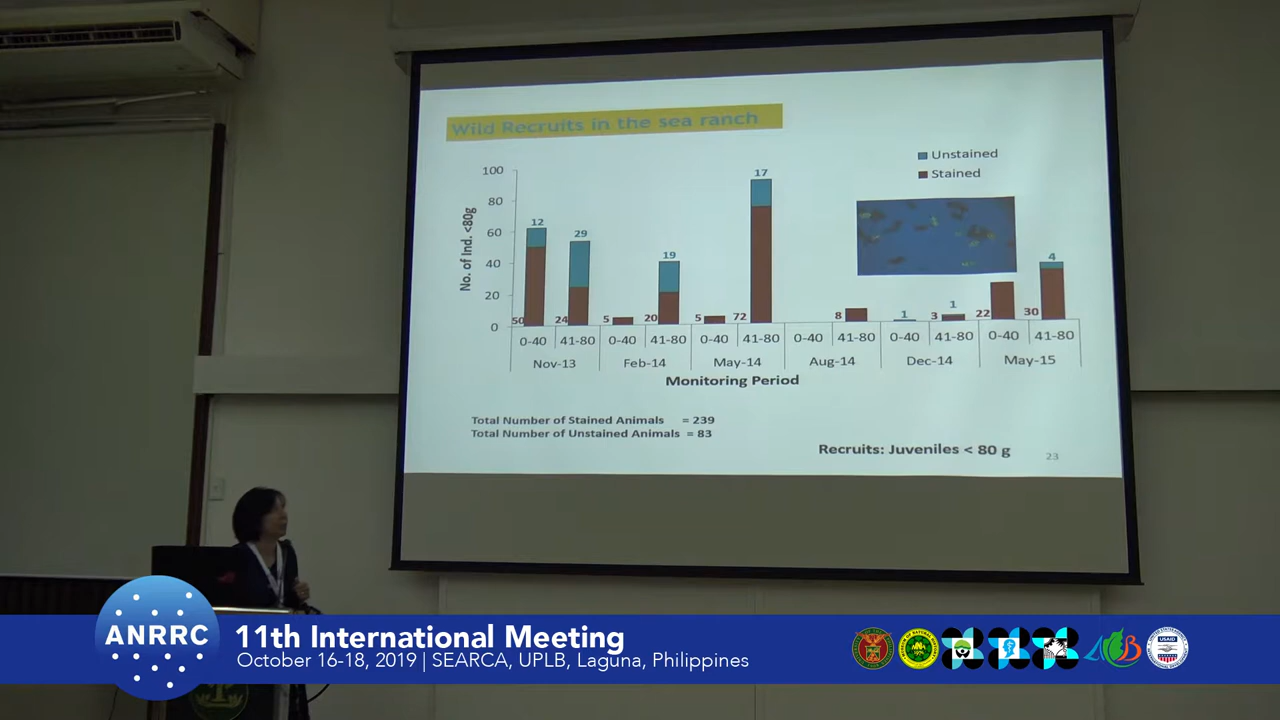 Wild Recruits in the sea ranch
Unstained
Stained
No. of Ind. <80g
100
80
60
40
20
0
12
29
19
17
1
1
4
50
24
5
20
5
72
8
3
22
30
0-40 41-80 0-40 41-80 0-40 41-80 0-40 41-80 0-40 41-80 0-40 41-80
Nov-13 Feb-14 May-14 Aug-14 Dec-14 May-15
Monitoring Period
Total Number of Stained Animals = 239
Total Number of Unstained Animals = 83
Recruits: Juveniles < 80 g
23
ANRRC
11th International Meeting
October 16-18, 2019 | SEARCA, UPLB, Laguna, Philippines
USAID